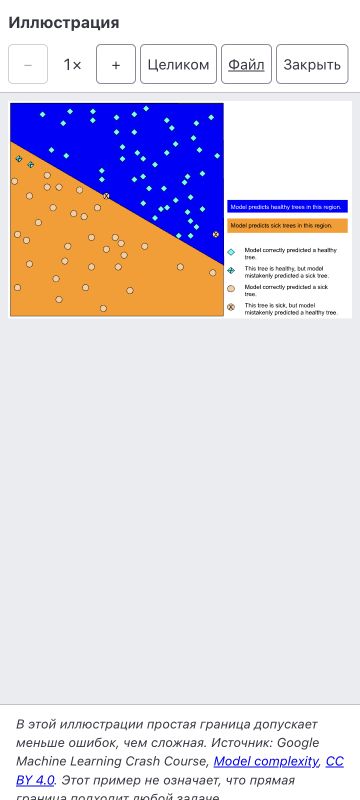 Иллюстрация
− 1× + Целиком Файл Закрыть
Model predicts healthy trees in this region.
Model predicts sick trees in this region.
Model correctly predicted a healthy
tree.
This tree is healthy, but model
mistakenly predicted a sick tree.
Model correctly predicted a sick
tree.
This tree is sick, but model
mistakenly predicted a healthy tree.
В этой иллюстрации простая граница допускает
меньше ошибок, чем сложная. Источник: Google
Machine Learning Crash Course, Model complexity, CC
BY 4.0. Этот пример не означает, что прямая
граница подходит любой задаче.